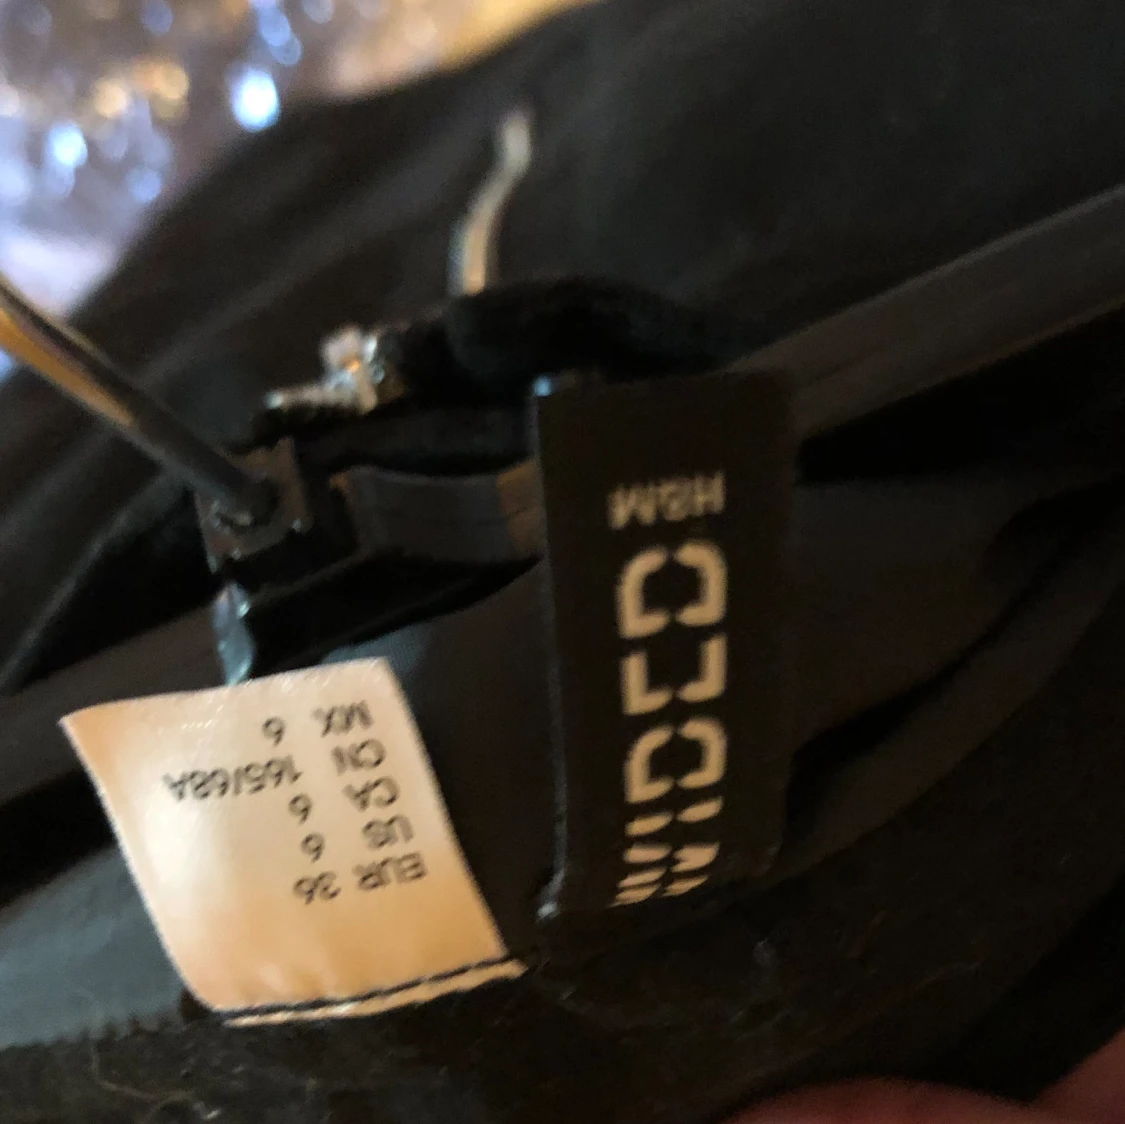 EUR 36
US 6
CA 6
CN 165/68A
MX 6
DIVIDED
H&M